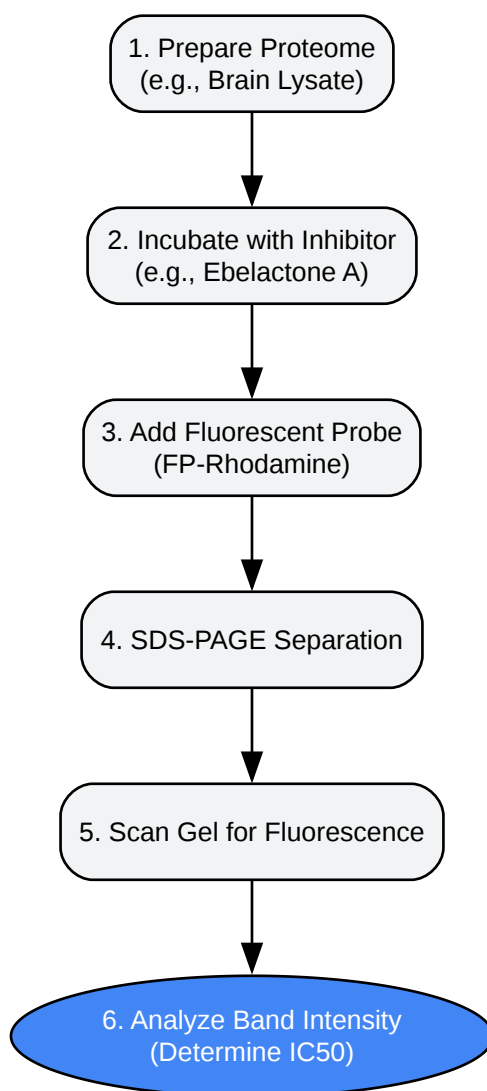 1. Prepare Proteome
(e.g., Brain Lysate)
2. Incubate with Inhibitor
(e.g., Ebelactone A)
3. Add Fluorescent Probe
(FP-Rhodamine)
4. SDS-PAGE Separation
5. Scan Gel for Fluorescence
6. Analyze Band Intensity
(Determine IC50)